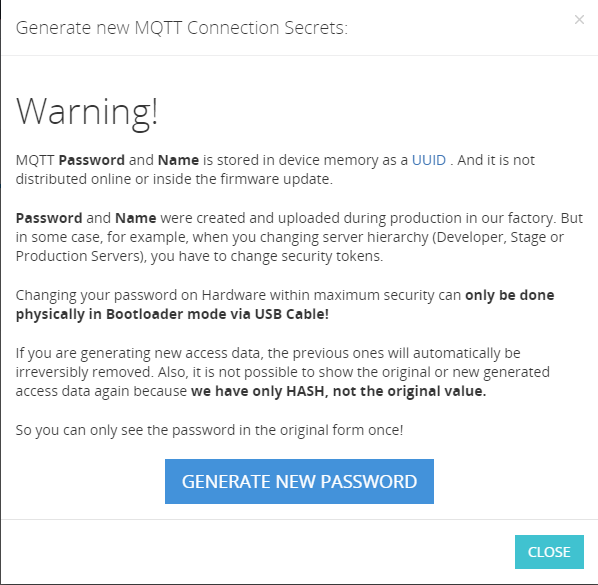 Generate new MQTT Connection Secrets:
×
Warning!
MQTT Password and Name is stored in device memory as a UUID . And it is not
distributed online or inside the firmware update.
Password and Name were created and uploaded during production in our factory. But
in some case, for example, when you changing server hierarchy (Developer, Stage or
Production Servers), you have to change security tokens.
Changing your password on Hardware within maximum security can only be done
physically in Bootloader mode via USB Cable!
If you are generating new access data, the previous ones will automatically be
irreversibly removed. Also, it is not possible to show the original or new generated
access data again because we have only HASH, not the original value.
So you can only see the password in the original form once!
GENERATE NEW PASSWORD
CLOSE